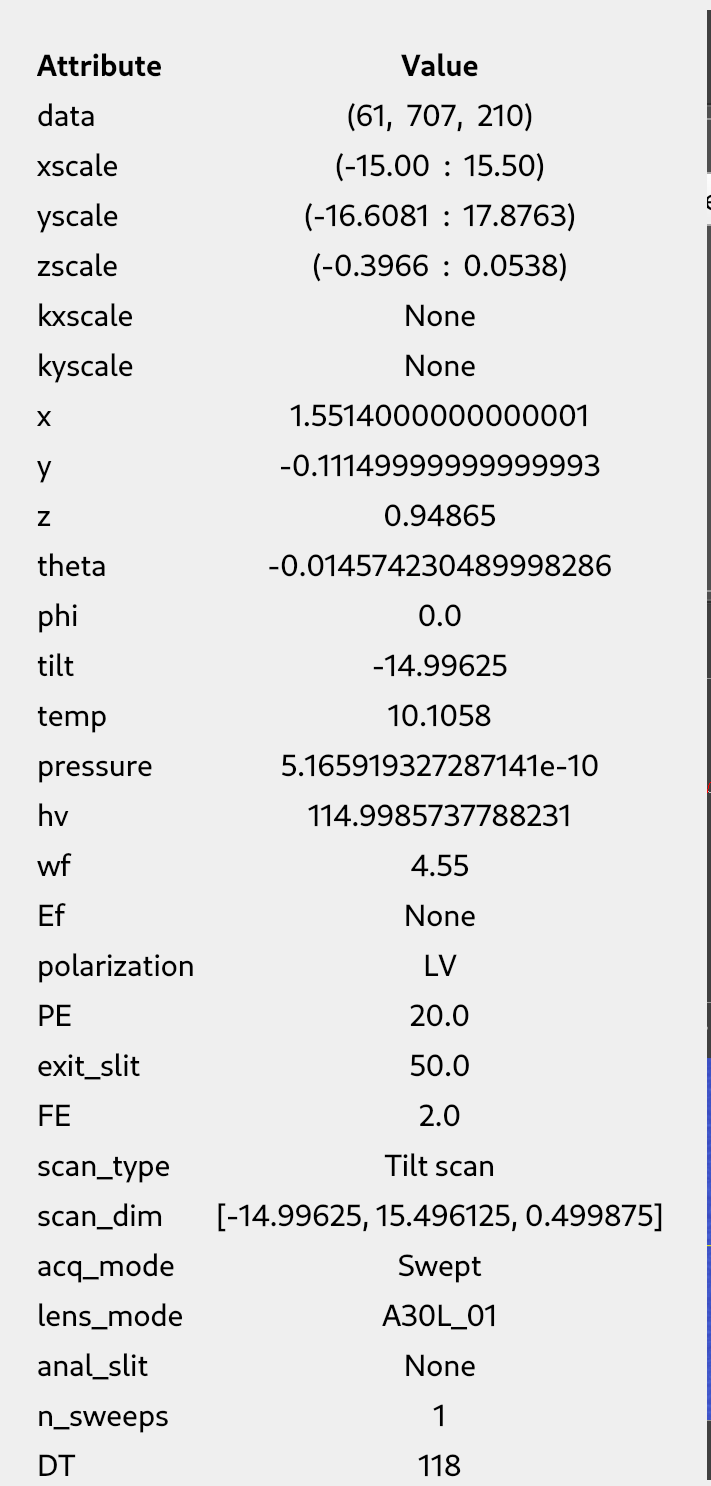 Attribute Value
data (61, 707, 210)
xscale (-15.00 : 15.50)
yscale (-16.6081 : 17.8763)
zscale (-0.3966 : 0.0538)
kxscale None
kyscale None
x 1.5514000000000001
y -0.11149999999999993
z 0.94865
theta -0.014574230489998286
phi 0.0
tilt -14.99625
temp 10.1058
pressure 5.165919327287141e-10
hv 114.9985737788231
wf 4.55
Ef None
polarization LV
PE 20.0
exit_slit 50.0
FE 2.0
scan_type Tilt scan
scan_dim [-14.99625, 15.496125, 0.499875]
acq_mode Swept
lens_mode A30L_01
anal_slit None
n_sweeps 1
DT 118